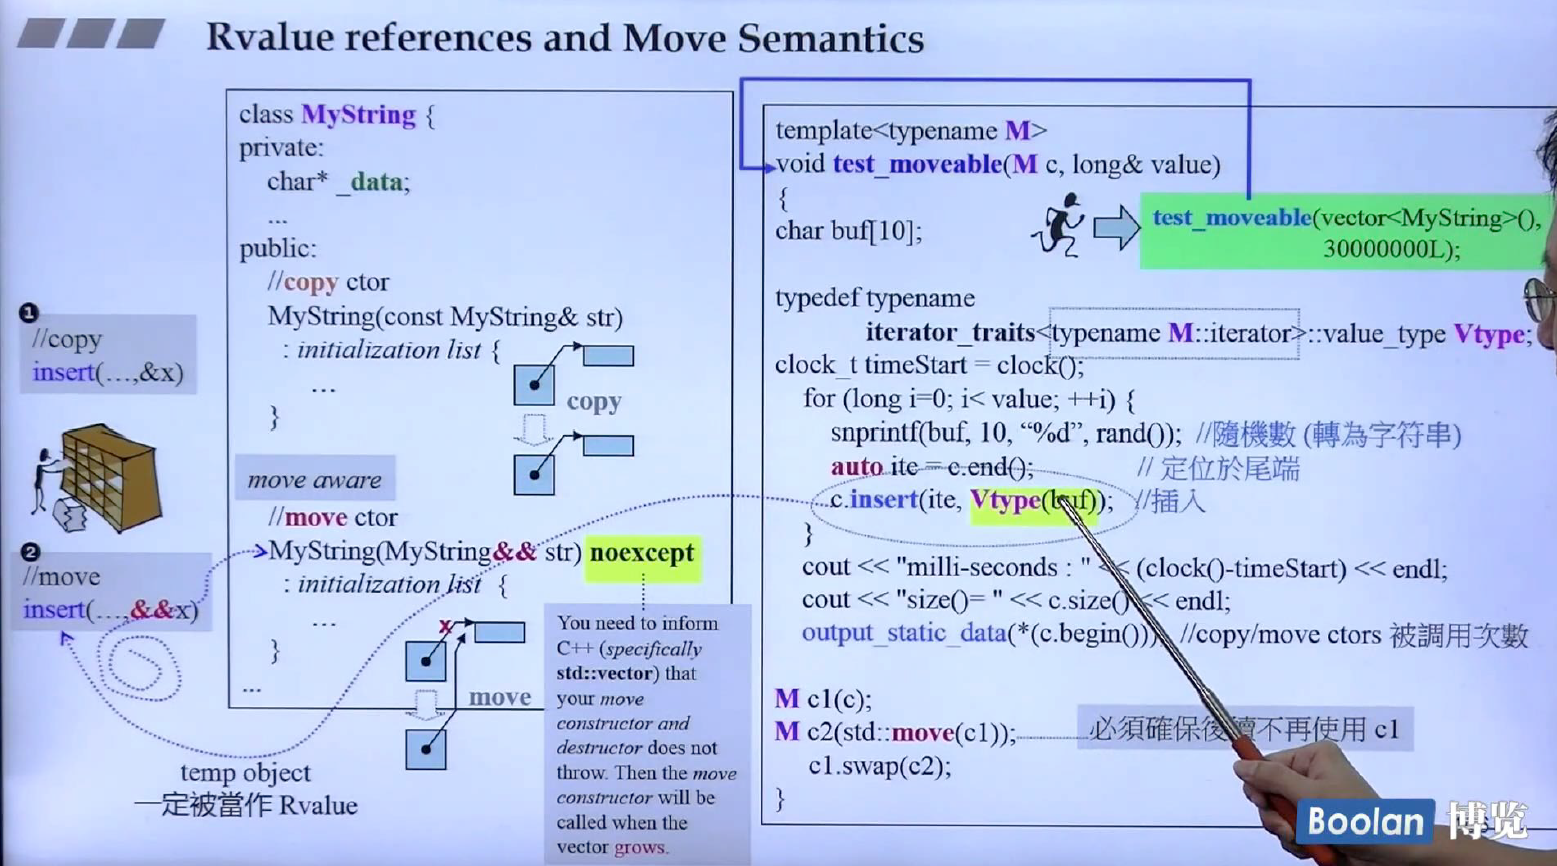 Rvalue references and Move Semantics
class MyString {
private:
char* _data;
...
public:
//copy ctor
MyString(const MyString& str)
: initialization list {
...
}
copy
move aware
//move ctor
MyString(MyString&& str) noexcept
: initialization list {
...
}
...
move
You need to inform
C++ (specifically
std::vector) that
your move
constructor and
destructor does not
throw. Then the move
constructor will be
called when the
vector grows.
1
//copy
insert(...,&x)
2
//move
insert(...,&&x)
x
temp object
一定被當作 Rvalue
template<typename M>
void test_moveable(M c, long& value)
{
char buf[10];
test_moveable(vector<MyString>(),
30000000L);
typedef typename
iterator_traits<typename M::iterator>::value_type Vtype;
clock_t timeStart = clock();
for (long i=0; i< value; ++i) {
snprintf(buf, 10, “%d”, rand()); //隨機數 (轉為字符串)
auto ite = c.end(); // 定位於尾端
c.insert(ite, Vtype(buf)); //插入
}
cout << "milli-seconds : " << (clock()-timeStart) << endl;
cout << "size()= " << c.size() << endl;
output_static_data(*(c.begin())) //copy/move ctors 被調用次數
M c1(c);
M c2(std::move(c1)); 必須確保後續不再使用 c1
c1.swap(c2);
}
Boolan 博览